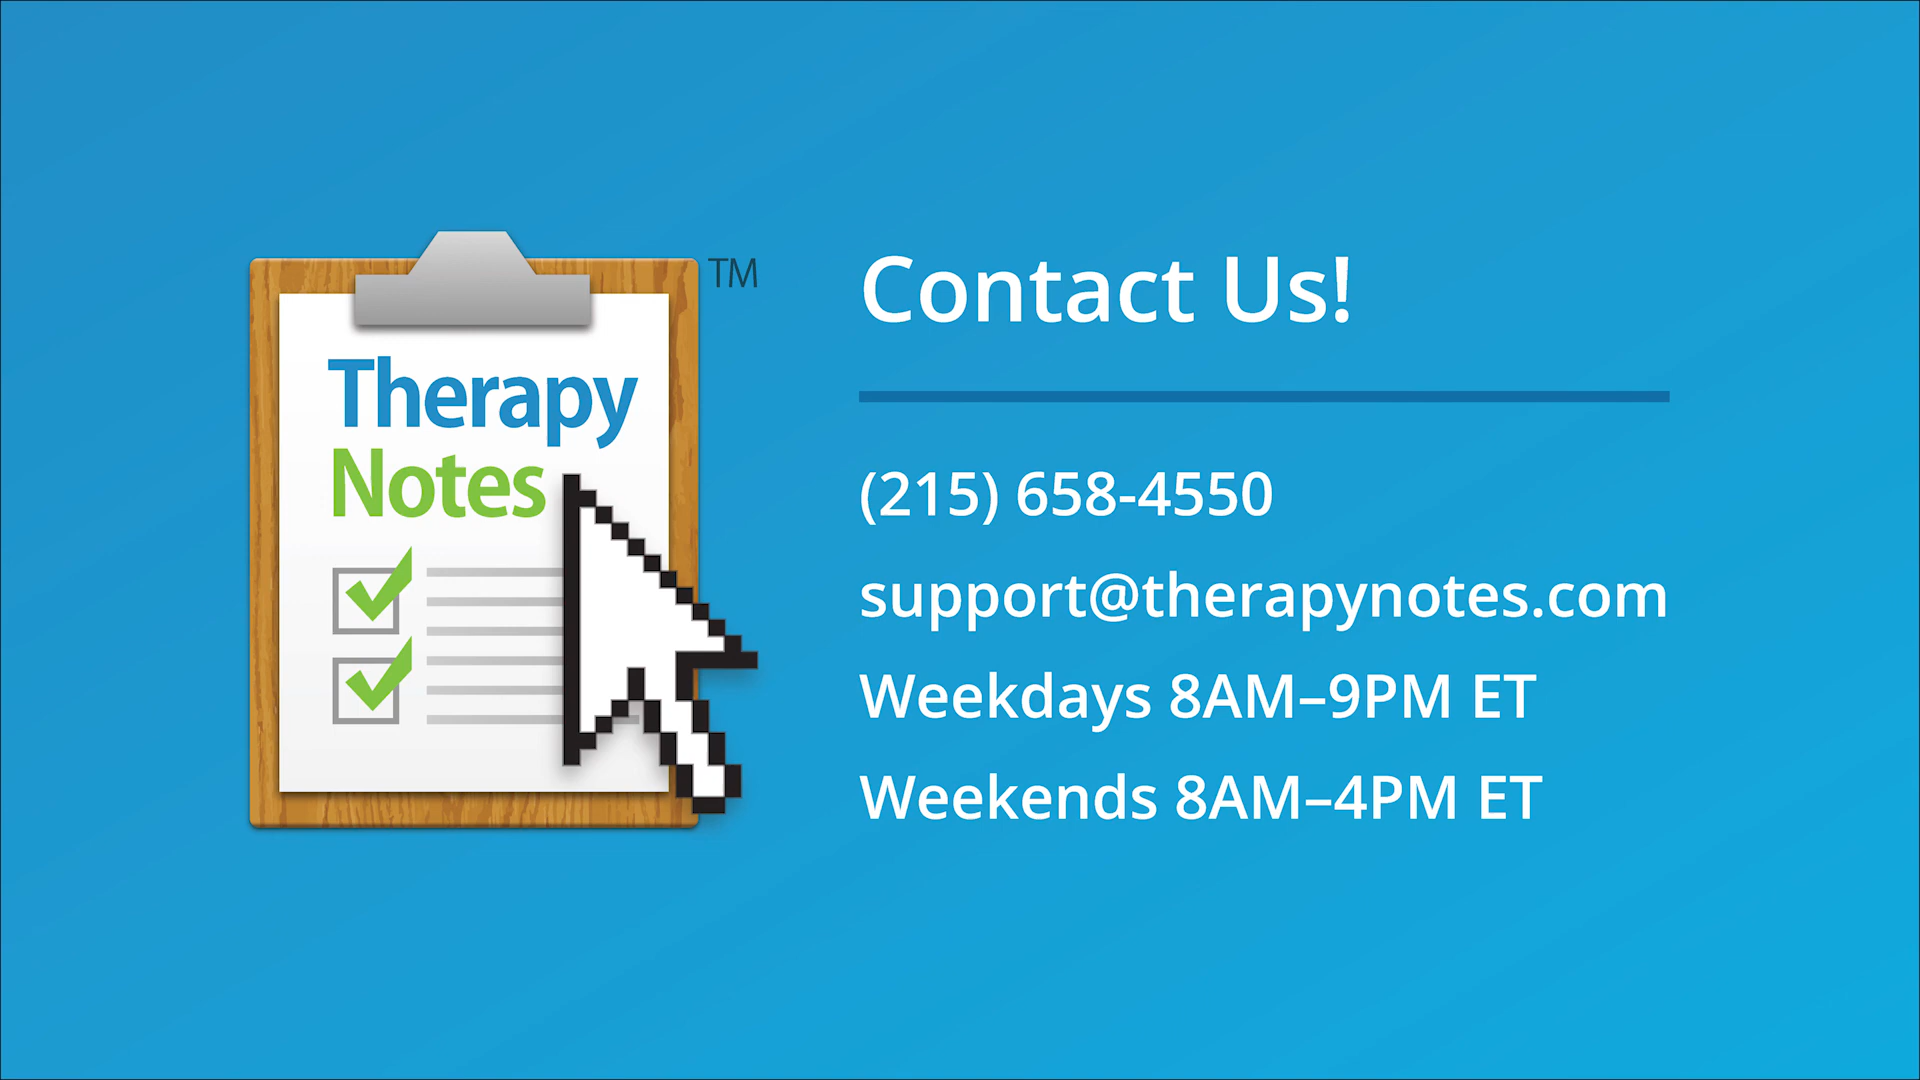 Therapy
Notes
TM
Contact Us!
(215) 658-4550
support@therapynotes.com
Weekdays 8AM–9PM ET
Weekends 8AM–4PM ET